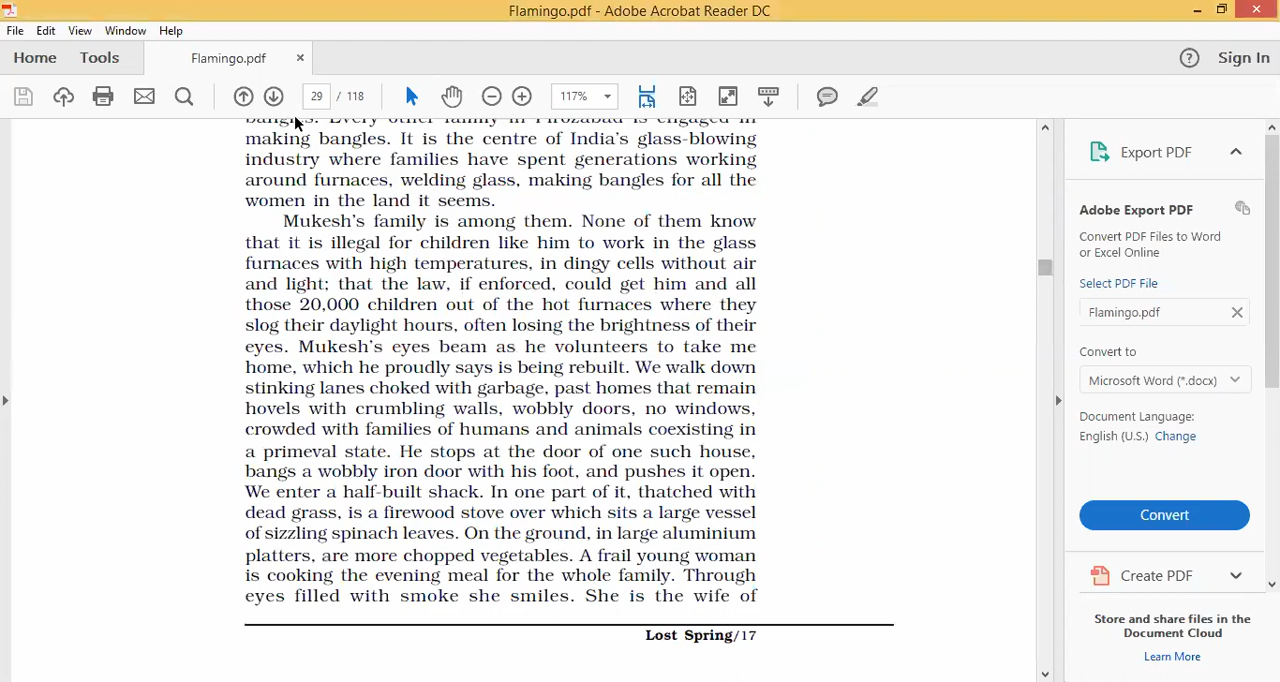 Flamingo.pdf - Adobe Acrobat Reader DC
File Edit View Window Help
Home Tools Flamingo.pdf × Sign In
29 / 118 117%
bangles. Every other family in Firozabad is engaged in
making bangles. It is the centre of India's glass-blowing
industry where families have spent generations working
around furnaces, welding glass, making bangles for all the
women in the land it seems.
Mukesh's family is among them. None of them know
that it is illegal for children like him to work in the glass
furnaces with high temperatures, in dingy cells without air
and light; that the law, if enforced, could get him and all
those 20,000 children out of the hot furnaces where they
slog their daylight hours, often losing the brightness of their
eyes. Mukesh's eyes beam as he volunteers to take me
home, which he proudly says is being rebuilt. We walk down
stinking lanes choked with garbage, past homes that remain
hovels with crumbling walls, wobbly doors, no windows,
crowded with families of humans and animals coexisting in
a primeval state. He stops at the door of one such house,
bangs a wobbly iron door with his foot, and pushes it open.
We enter a half-built shack. In one part of it, thatched with
dead grass, is a firewood stove over which sits a large vessel
of sizzling spinach leaves. On the ground, in large aluminium
platters, are more chopped vegetables. A frail young woman
is cooking the evening meal for the whole family. Through
eyes filled with smoke she smiles. She is the wife of
Lost Spring/17
Export PDF
Adobe Export PDF
Convert PDF Files to Word
or Excel Online
Select PDF File
Flamingo.pdf
Convert to
Microsoft Word (*.docx)
Document Language:
English (U.S.) Change
Convert
Create PDF
Store and share files in the
Document Cloud
Learn More